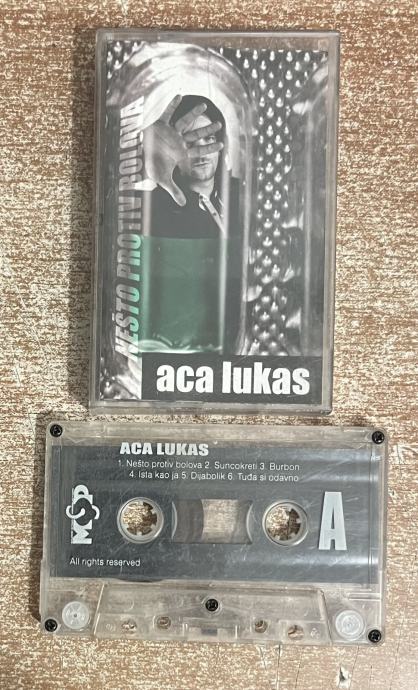 NEŠTO PROTIV BOLOVA
aca lukas
ACA LUKAS
1. Nešto protiv bolova 2. Suncokreti 3. Burbon
4. Ista kao ja 5. Dijabolik 6. Tuđa si odavno
MSP
A
All rights reserved